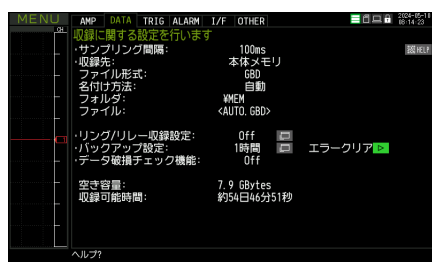 MENU AMP DATA TRIG ALARM I/F OTHER 2024-05-18
CH 08:14:23
収録に関する設定を行います
・サンプリング間隔: 100ms HELP
・収録先: 本体メモリ
ファイル形式: GBD
名付け方法: 自動
フォルダ: ¥MEM
ファイル: <AUTO.GBD>
・リング/リレー収録設定: Off
・バックアップ設定: 1時間 エラークリア
・データ破損チェック機能: Off
空き容量: 7.9 GBytes
収録可能時間: 約54日46分51秒
ヘルプ?